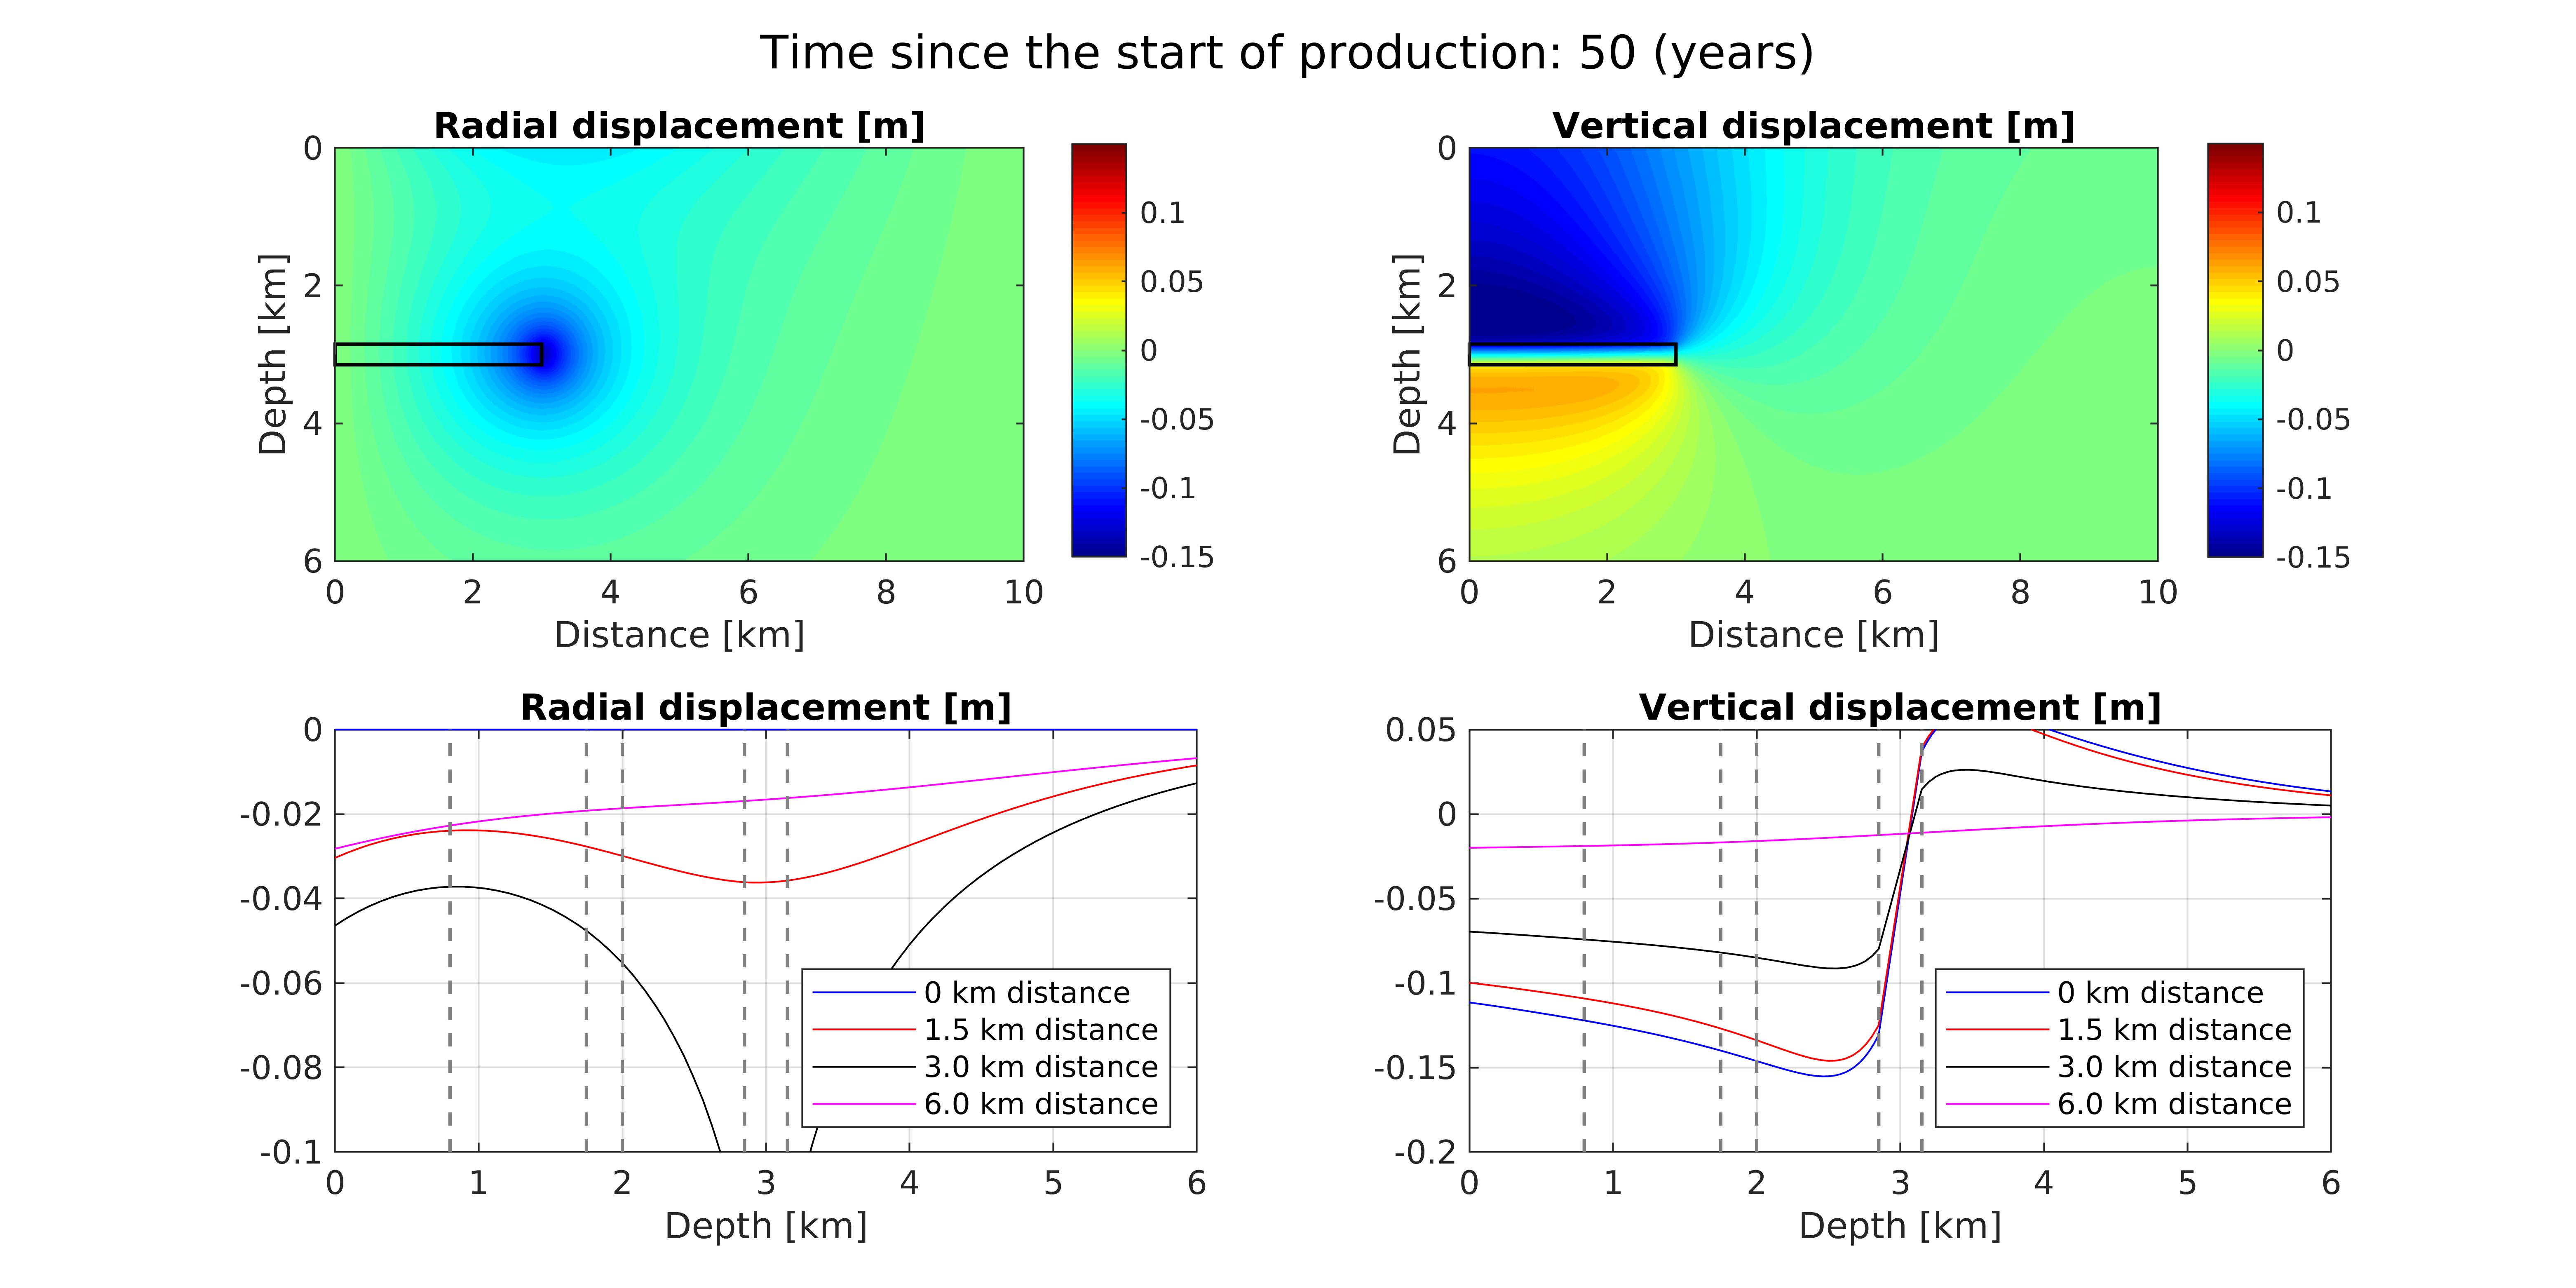 Time since the start of production: 50 (years)
Radial displacement [m]
0
2
4
6
Depth [km]
0 2 4 6 8 10
Distance [km]
0.1
0.05
0
-0.05
-0.1
-0.15
Vertical displacement [m]
0
2
4
6
Depth [km]
0 2 4 6 8 10
Distance [km]
0.1
0.05
0
-0.05
-0.1
-0.15
Radial displacement [m]
0
-0.02
-0.04
-0.06
-0.08
-0.1
0 km distance
1.5 km distance
3.0 km distance
6.0 km distance
0 1 2 3 4 5 6
Depth [km]
Vertical displacement [m]
0.05
0
-0.05
-0.1
-0.15
-0.2
0 km distance
1.5 km distance
3.0 km distance
6.0 km distance
0 1 2 3 4 5 6
Depth [km]